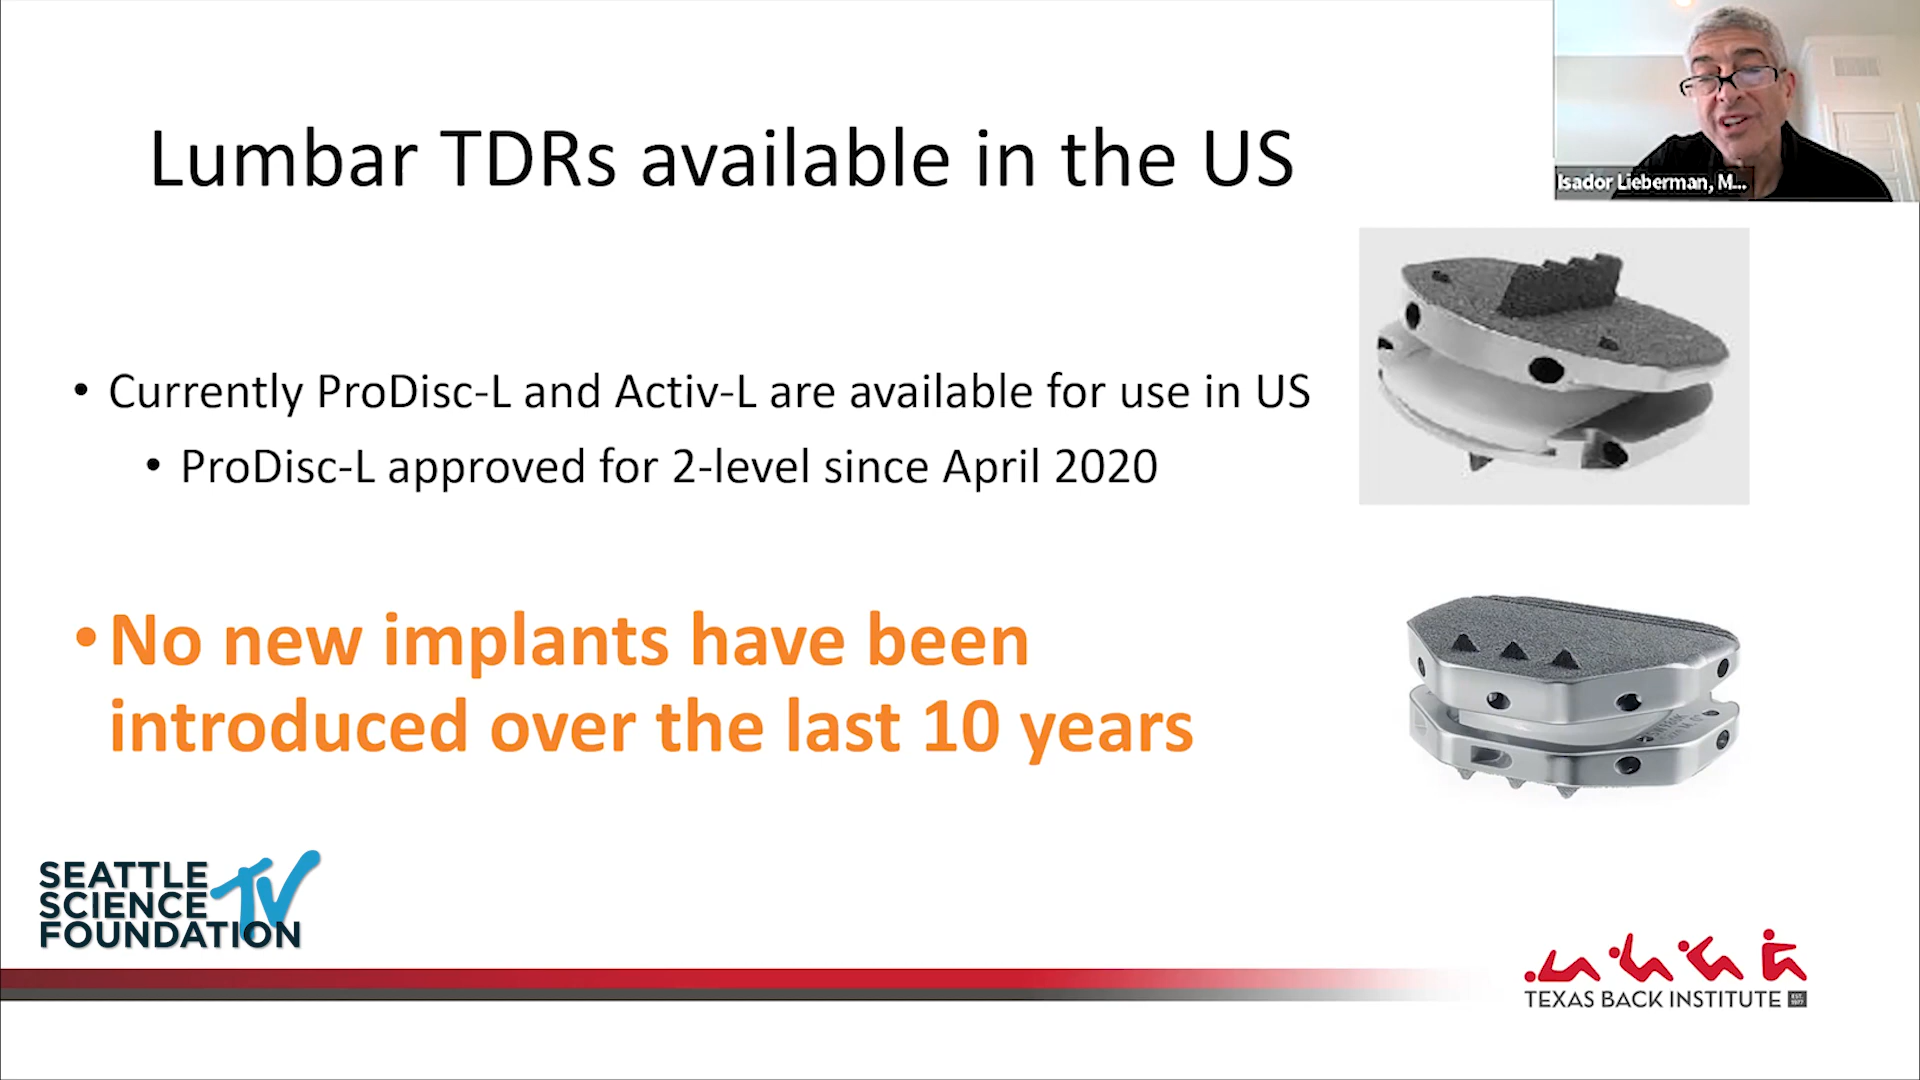 Lumbar TDRs available in the US
Isador Lieberman, M...
• Currently ProDisc-L and Activ-L are available for use in US
• ProDisc-L approved for 2-level since April 2020
• No new implants have been
introduced over the last 10 years
SEATTLE
SCIENCE
FOUNDATION
TV
TEXAS BACK INSTITUTE
EST.
1977